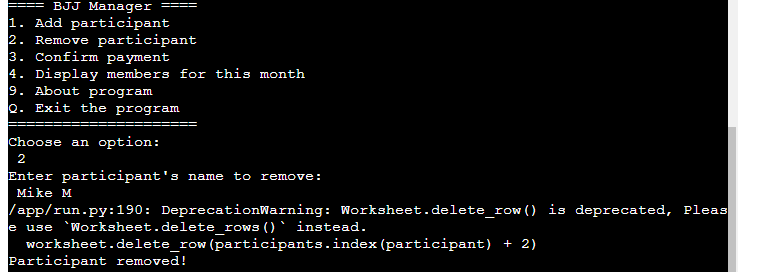 ==== BJJ Manager ====
1. Add participant
2. Remove participant
3. Confirm payment
4. Display members for this month
9. About program
Q. Exit the program
=====================
Choose an option:
 2
Enter participant's name to remove:
 Mike M
/app/run.py:190: DeprecationWarning: Worksheet.delete_row() is deprecated, Pleas
e use `Worksheet.delete_rows()` instead.
  worksheet.delete_row(participants.index(participant) + 2)
Participant removed!